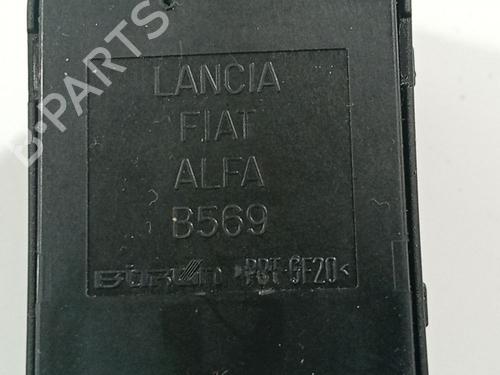 B-PARTS
LANCIA
FIAT
ALFA
B569
>PBT-GF20<